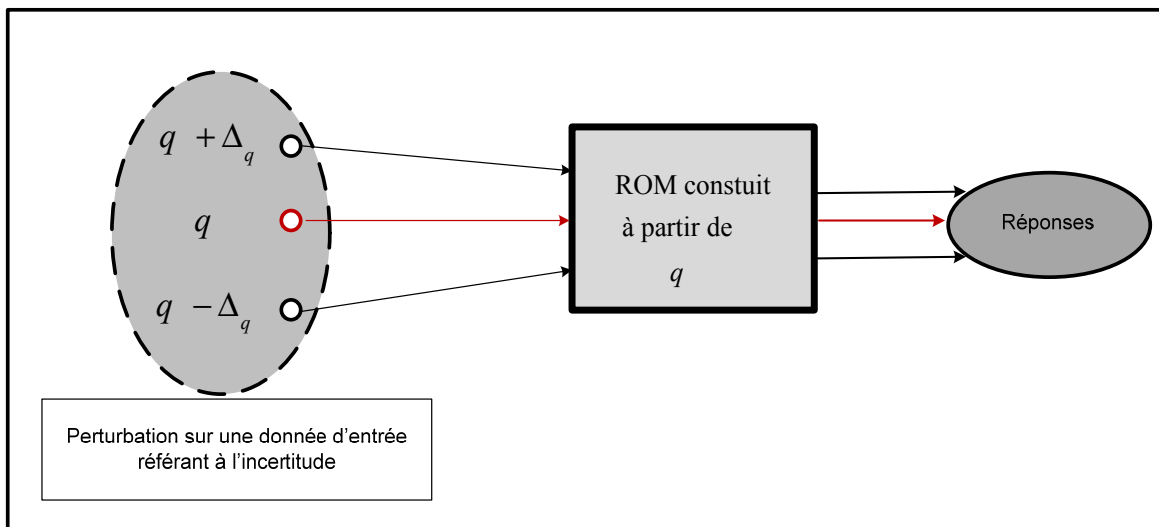 q + Δq
q
q − Δq
ROM constuit
à partir de
q
Réponses
Perturbation sur une donnée d’entrée
référant à l’incertitude